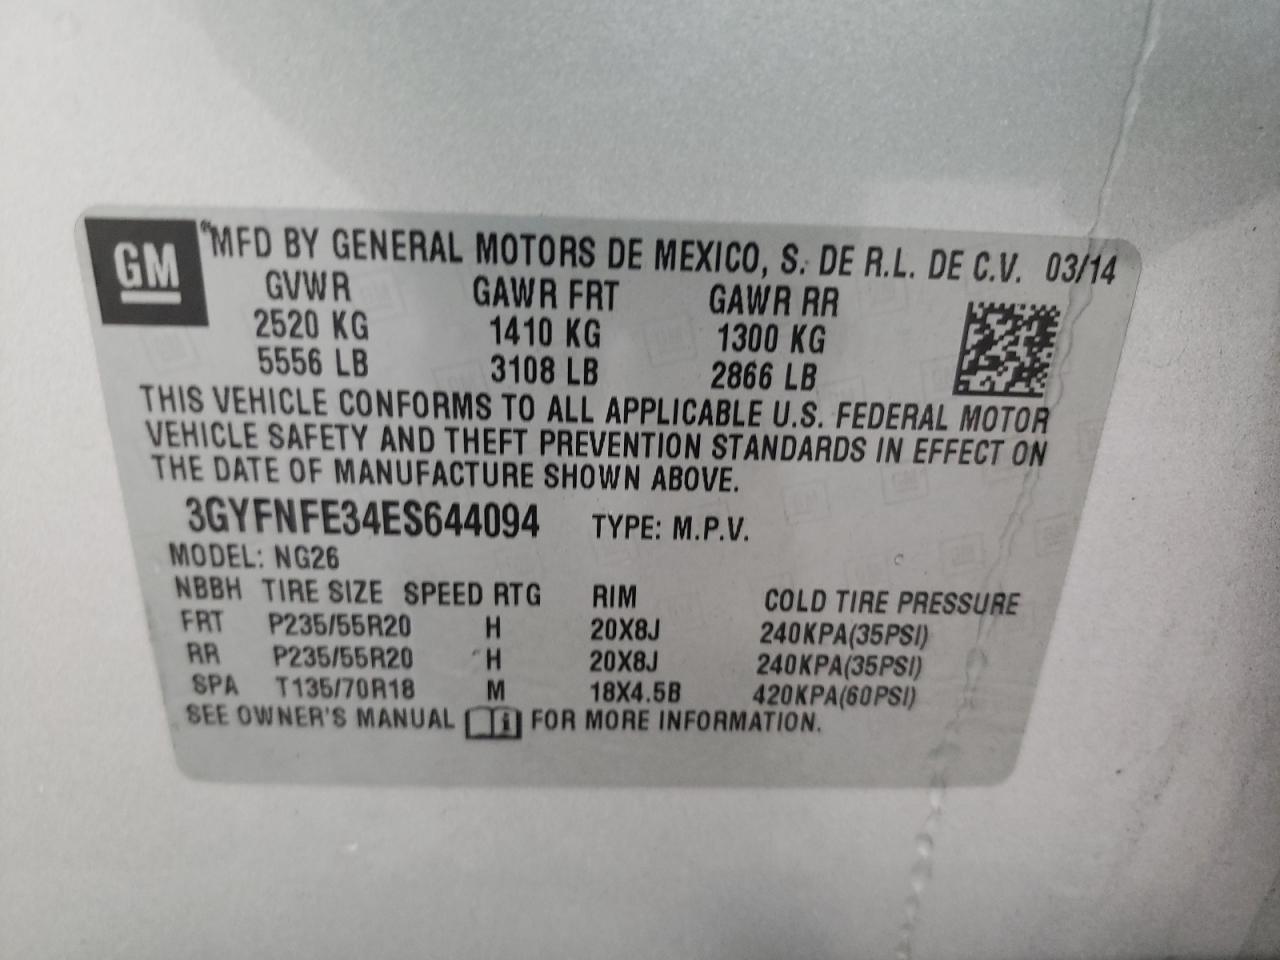 GM
MFD BY GENERAL MOTORS DE MEXICO, S. DE R.L. DE C.V. 03/14
GVWR GAWR FRT GAWR RR
2520 KG 1410 KG 1300 KG
5556 LB 3108 LB 2866 LB
THIS VEHICLE CONFORMS TO ALL APPLICABLE U.S. FEDERAL MOTOR
VEHICLE SAFETY AND THEFT PREVENTION STANDARDS IN EFFECT ON
THE DATE OF MANUFACTURE SHOWN ABOVE.
3GYFNFE34ES644094 TYPE: M.P.V.
MODEL: NG26
NBBH TIRE SIZE SPEED RTG RIM COLD TIRE PRESSURE
FRT P235/55R20 H 20X8J 240KPA(35PSI)
RR P235/55R20 H 20X8J 240KPA(35PSI)
SPA T135/70R18 M 18X4.5B 420KPA(60PSI)
SEE OWNER'S MANUAL FOR MORE INFORMATION.